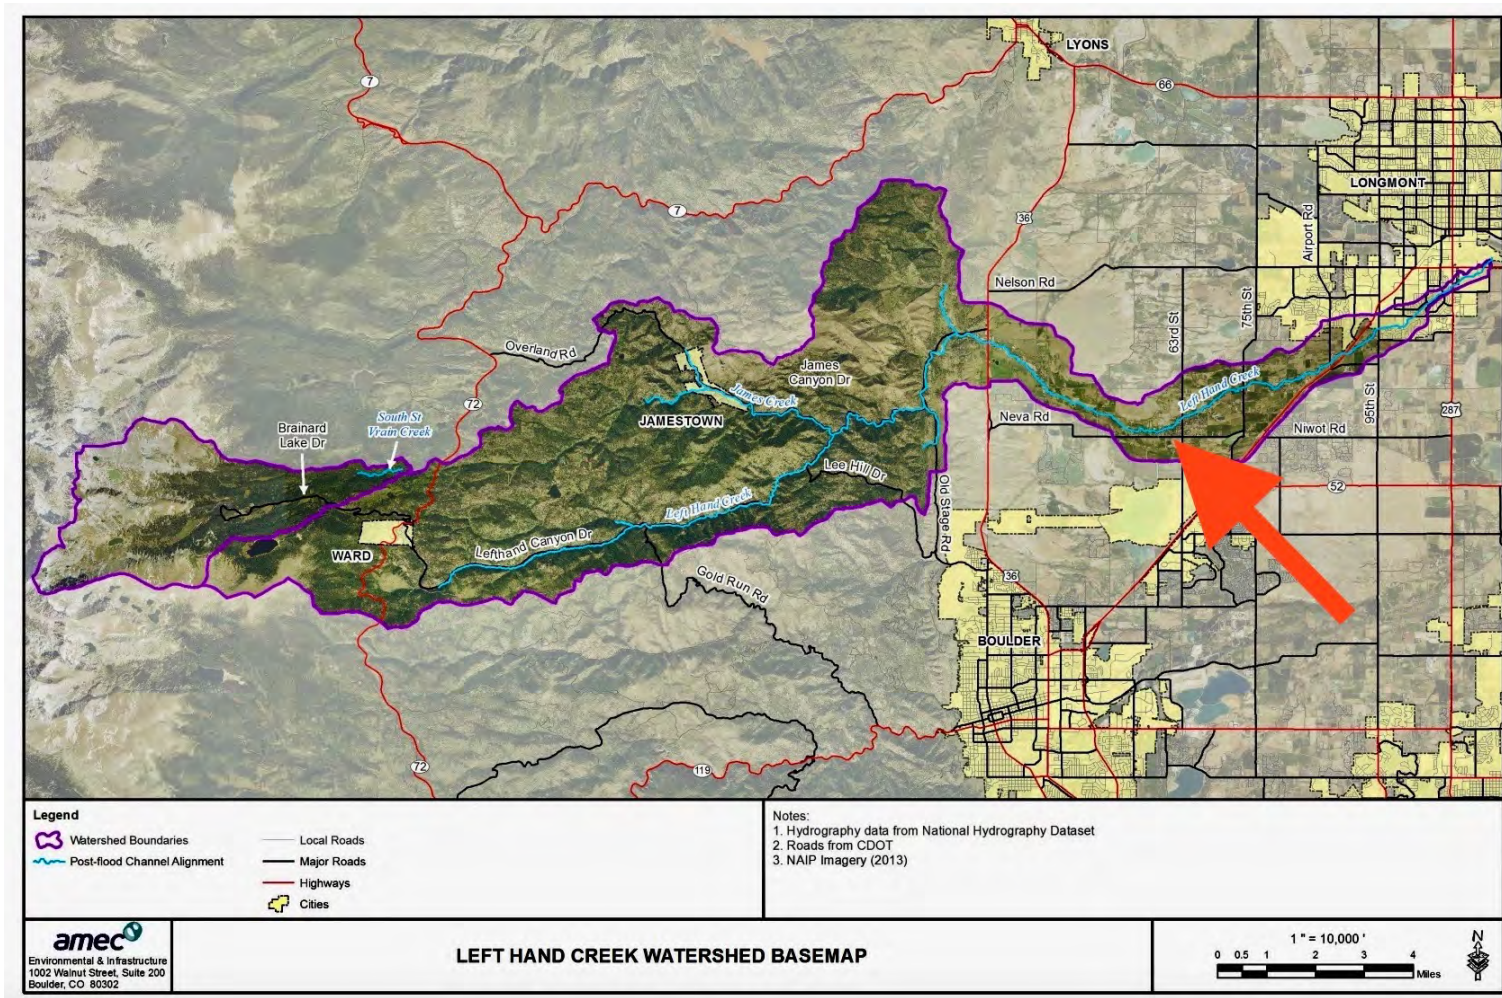 LYONS
7
66
LONGMONT
7
36
Airport Rd
Nelson Rd
75th St
63rd St
Overland Rd
James
Canyon Dr
James Creek
Left Hand Creek
72
South St
Vrain Creek
Brainard
Lake Dr
JAMESTOWN
Neva Rd
95th St
287
Niwot Rd
Lee Hill Dr
Old Stage Rd
52
Left Hand Creek
Lefthand Canyon Dr
WARD
Gold Run Rd
36
BOULDER
72
119
Legend
Watershed Boundaries
Post-flood Channel Alignment
Local Roads
Major Roads
Highways
Cities
Notes:
1. Hydrography data from National Hydrography Dataset
2. Roads from CDOT
3. NAIP Imagery (2013)
amec
Environmental & Infrastructure
1002 Walnut Street, Suite 200
Boulder, CO 80302
LEFT HAND CREEK WATERSHED BASEMAP
1 " = 10,000 '
0 0.5 1 2 3 4
Miles
N